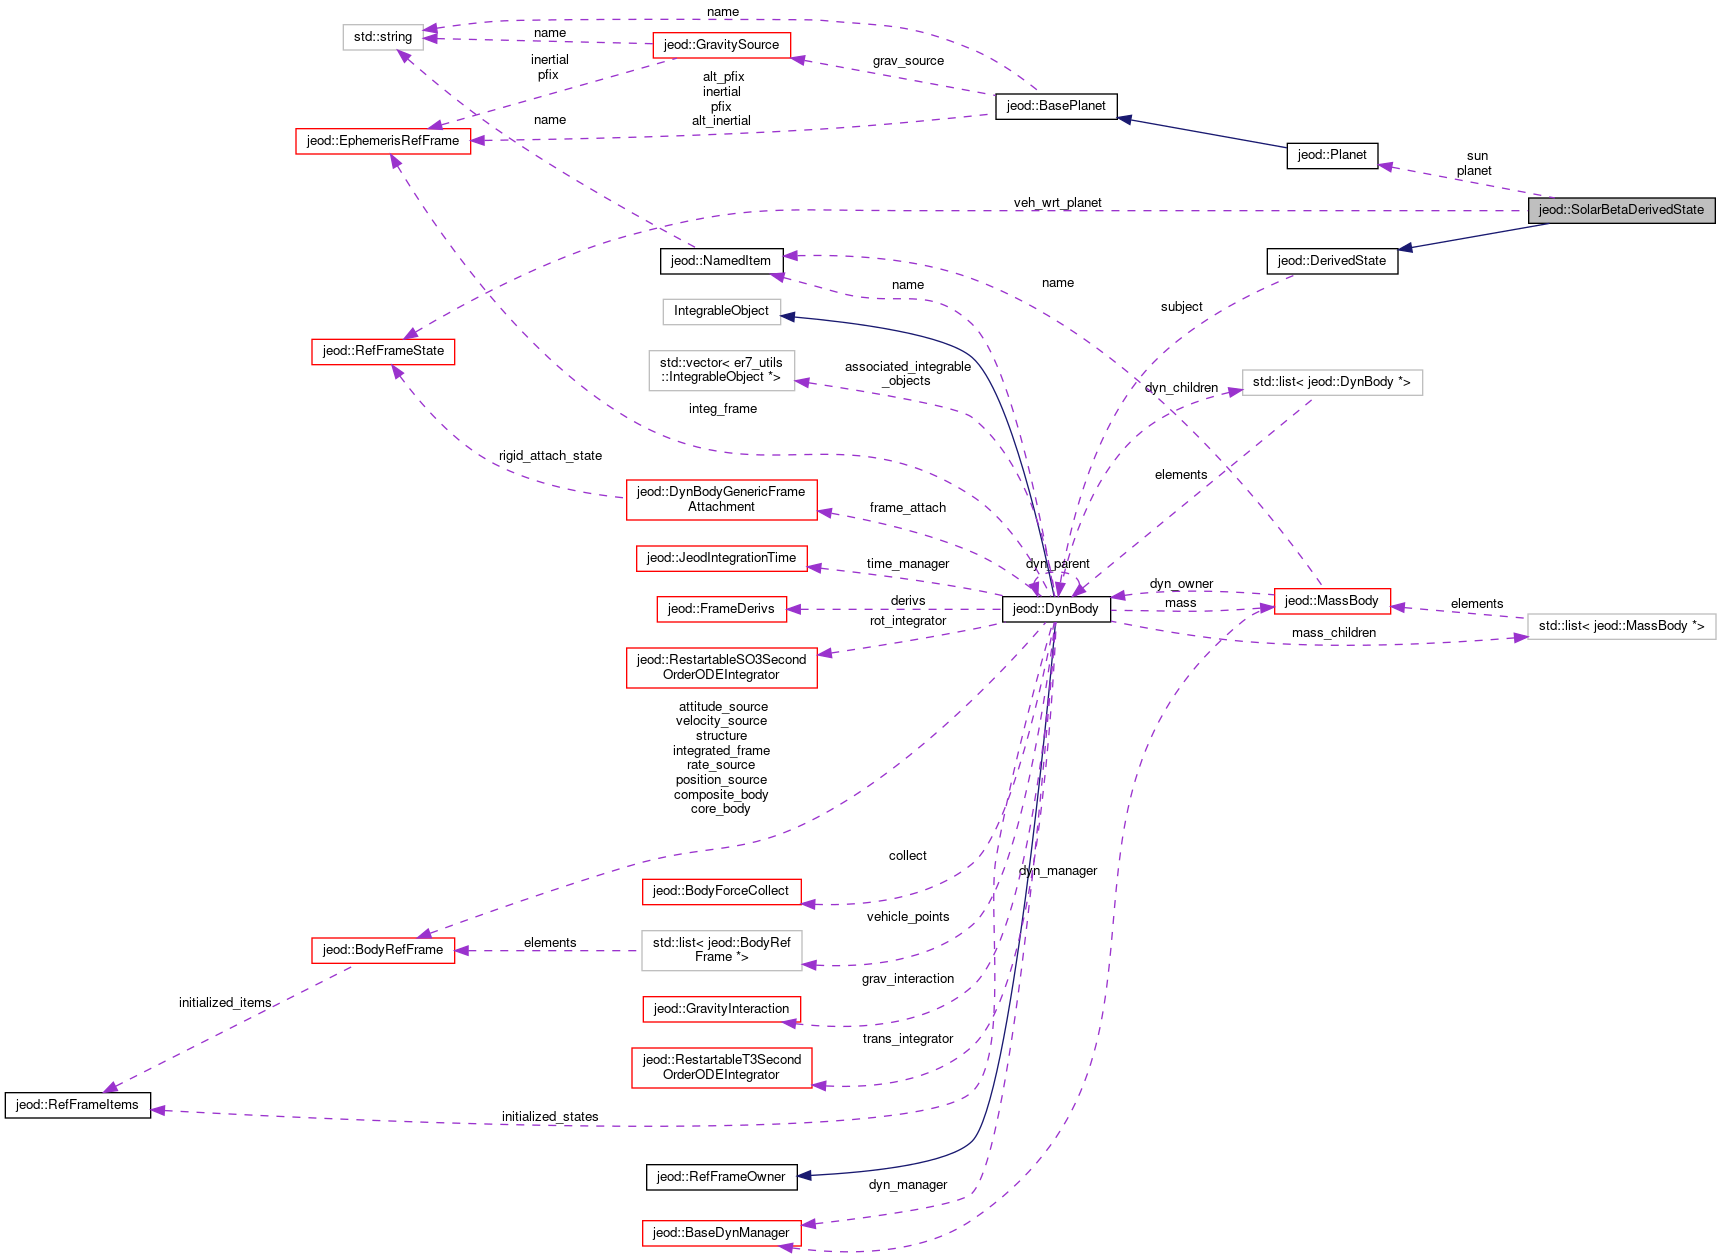 name
std::string
name
jeod::GravitySource
inertial
pfix
grav_source
alt_pfix
inertial
pfix
alt_inertial
jeod::BasePlanet
name
jeod::EphemerisRefFrame
jeod::Planet
sun
planet
veh_wrt_planet
jeod::SolarBetaDerivedState
jeod::NamedItem
jeod::DerivedState
name
name
subject
IntegrableObject
jeod::RefFrameState
std::vector< er7_utils
::IntegrableObject *>
associated_integrable
_objects
dyn_children
std::list< jeod::DynBody *>
integ_frame
rigid_attach_state
elements
jeod::DynBodyGenericFrame
Attachment
frame_attach
jeod::JeodIntegrationTime
time_manager
dyn_parent
dyn_owner
jeod::FrameDerivs
derivs
jeod::DynBody
mass
jeod::MassBody
elements
rot_integrator
std::list< jeod::MassBody *>
mass_children
jeod::RestartableSO3Second
OrderODEIntegrator
attitude_source
velocity_source
structure
integrated_frame
rate_source
position_source
composite_body
core_body
collect
dyn_manager
jeod::BodyForceCollect
vehicle_points
jeod::BodyRefFrame
elements
std::list< jeod::BodyRef
Frame *>
grav_interaction
initialized_items
jeod::GravityInteraction
trans_integrator
jeod::RestartableT3Second
OrderODEIntegrator
jeod::RefFrameItems
initialized_states
jeod::RefFrameOwner
dyn_manager
jeod::BaseDynManager